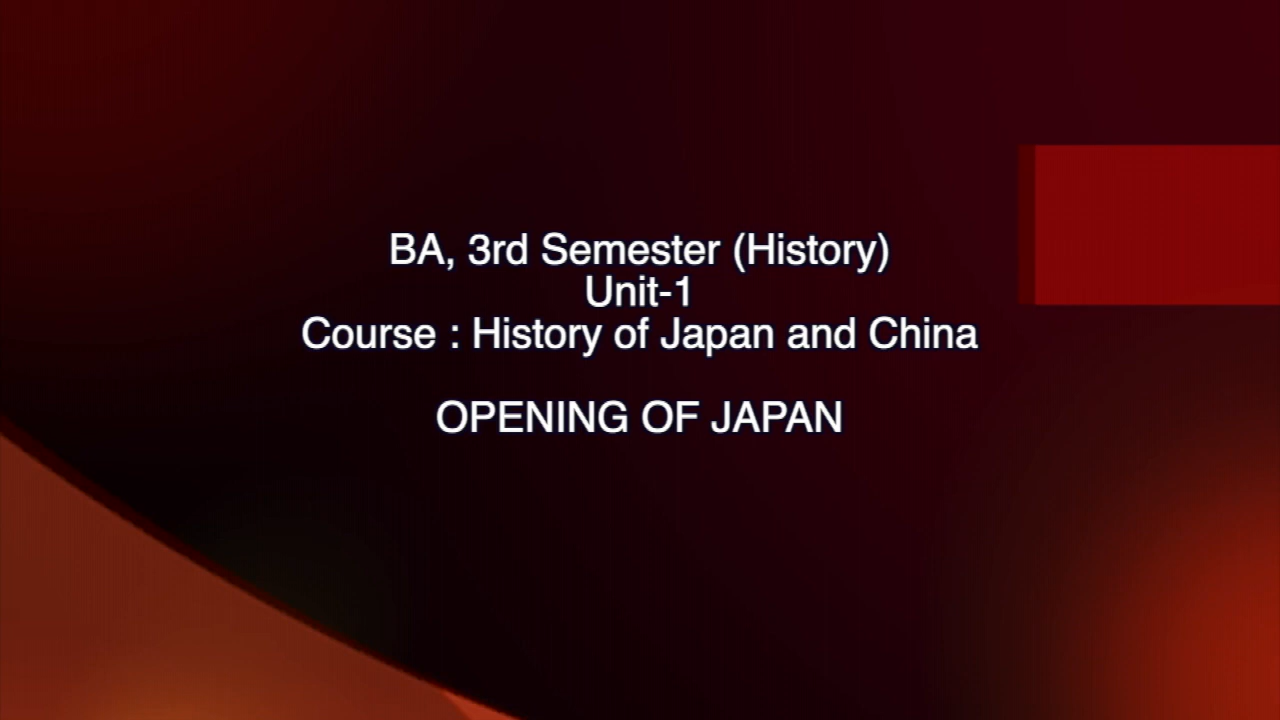 BA, 3rd Semester (History)
Unit-1
Course : History of Japan and China
OPENING OF JAPAN